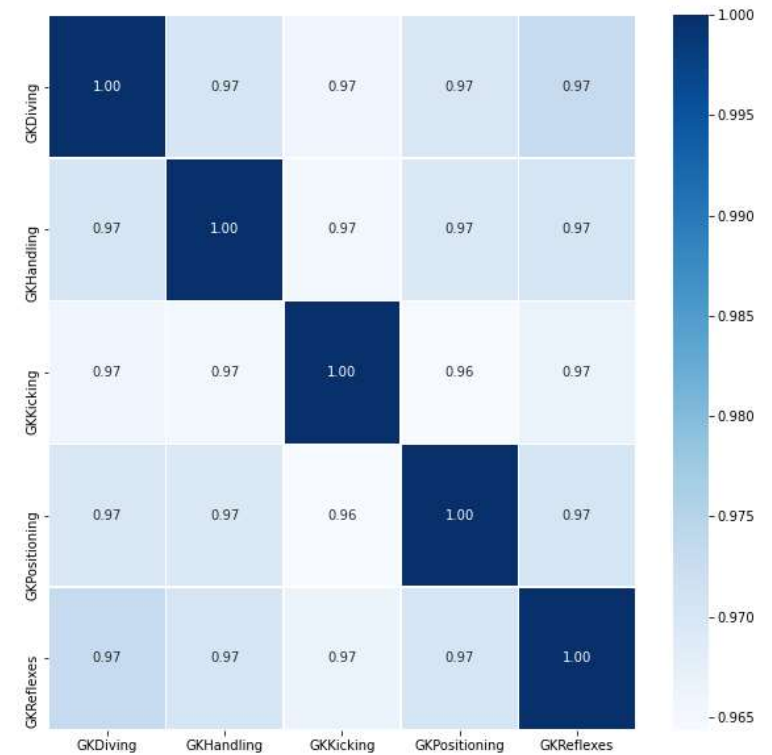 GKDiving
1.00 0.97 0.97 0.97 0.97
GKHandling
0.97 1.00 0.97 0.97 0.97
GKKicking
0.97 0.97 1.00 0.96 0.97
GKPositioning
0.97 0.97 0.96 1.00 0.97
GKReflexes
0.97 0.97 0.97 0.97 1.00
GKDiving GKHandling GKKicking GKPositioning GKReflexes
1.000
0.995
0.990
0.985
0.980
0.975
0.970
0.965